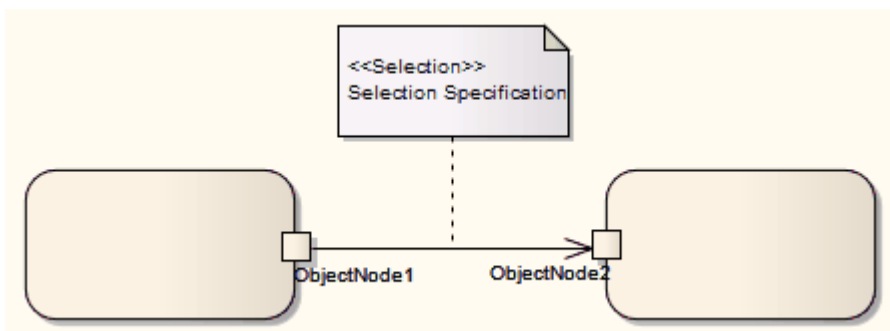 <<Selection>>
Selection Specification
ObjectNode1
ObjectNode2